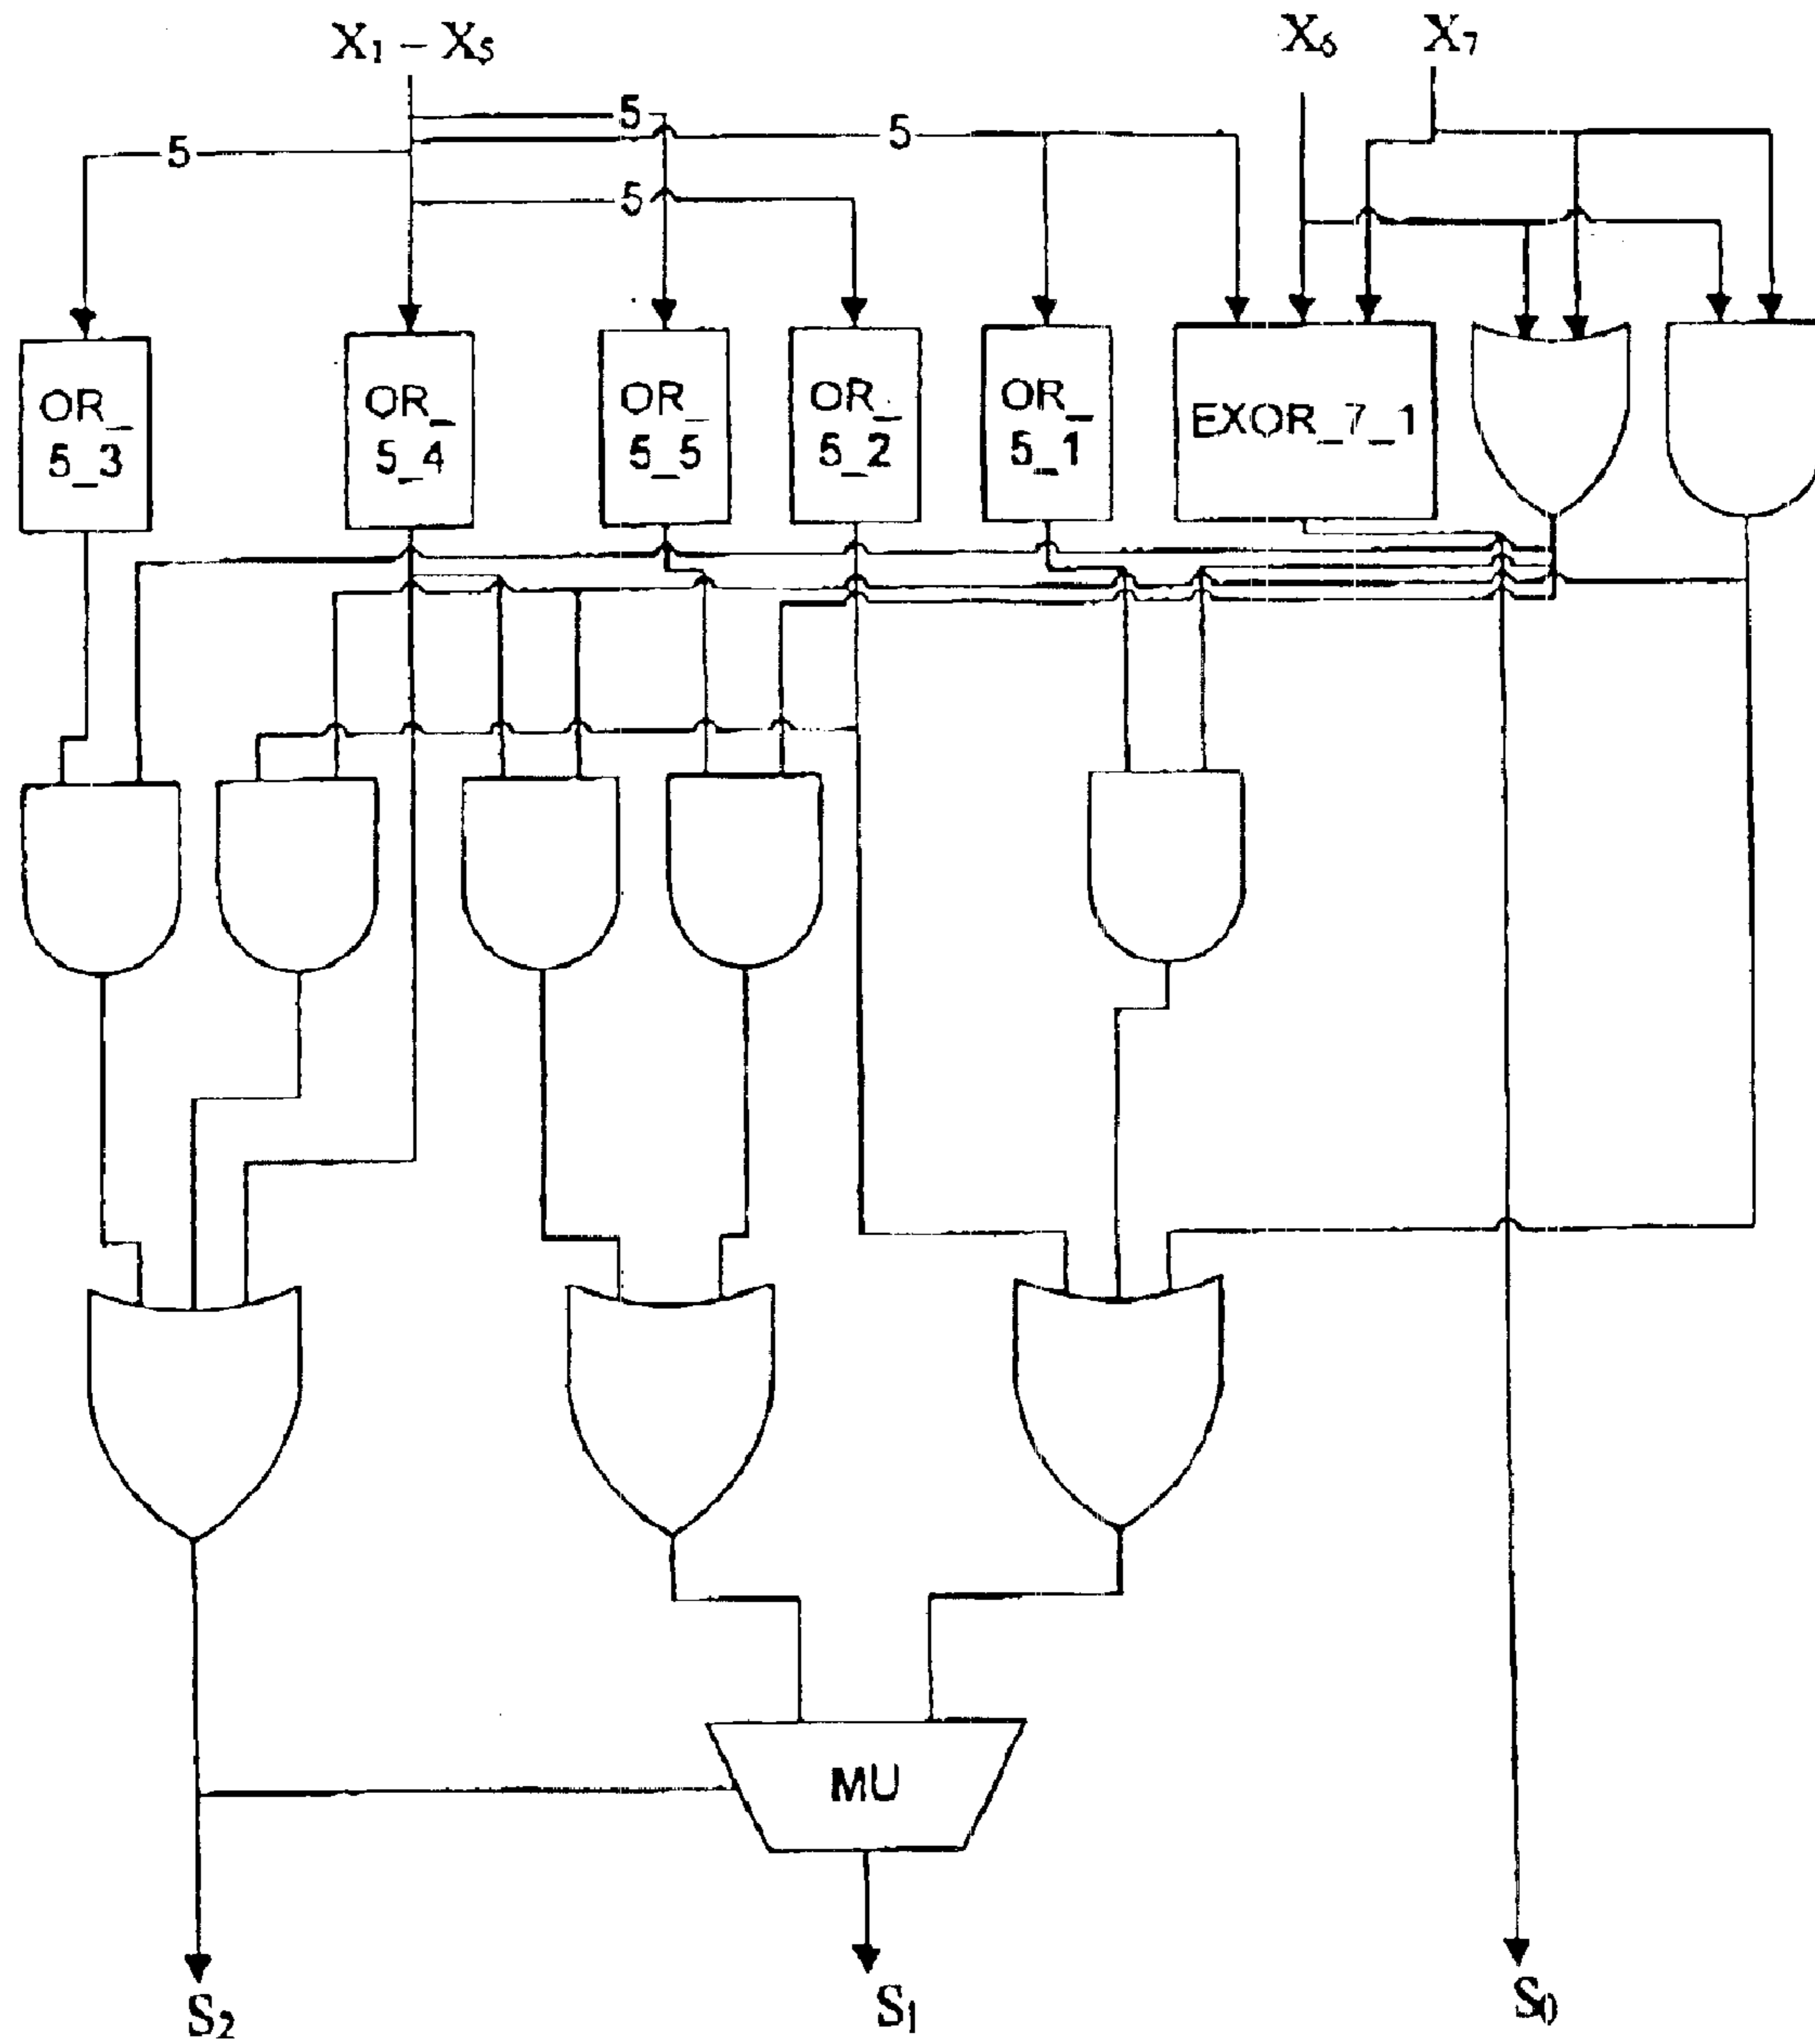 X₁ – X₅
X₆
X₇
5
5
5
5
OR_
5_3
OR_
5_4
OR_
5_5
OR_
5_2
OR_
5_1
EXOR_7_1
MU
S₂
S₁
S₀